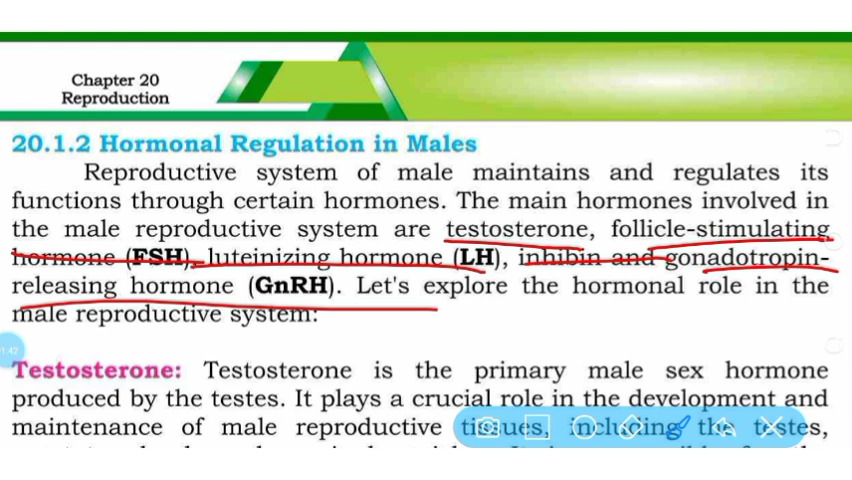 Chapter 20
Reproduction
20.1.2 Hormonal Regulation in Males
Reproductive system of male maintains and regulates its
functions through certain hormones. The main hormones involved in
the male reproductive system are testosterone, follicle-stimulating
hormone (FSH), luteinizing hormone (LH), inhibin and gonadotropin-
releasing hormone (GnRH). Let's explore the hormonal role in the
male reproductive system:
1:47
Testosterone: Testosterone is the primary male sex hormone
produced by the testes. It plays a crucial role in the development and
maintenance of male reproductive tissues, including the testes,